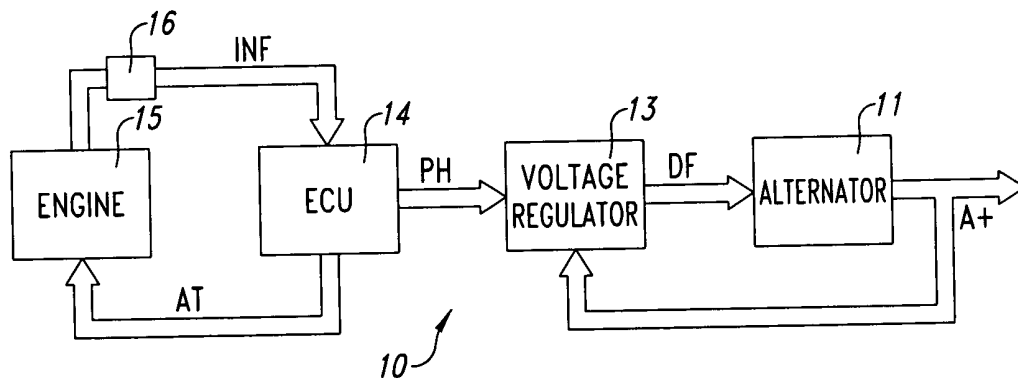 16
INF
15
ENGINE
14
ECU
AT
PH
13
VOLTAGE
REGULATOR
DF
11
ALTERNATOR
A+
10